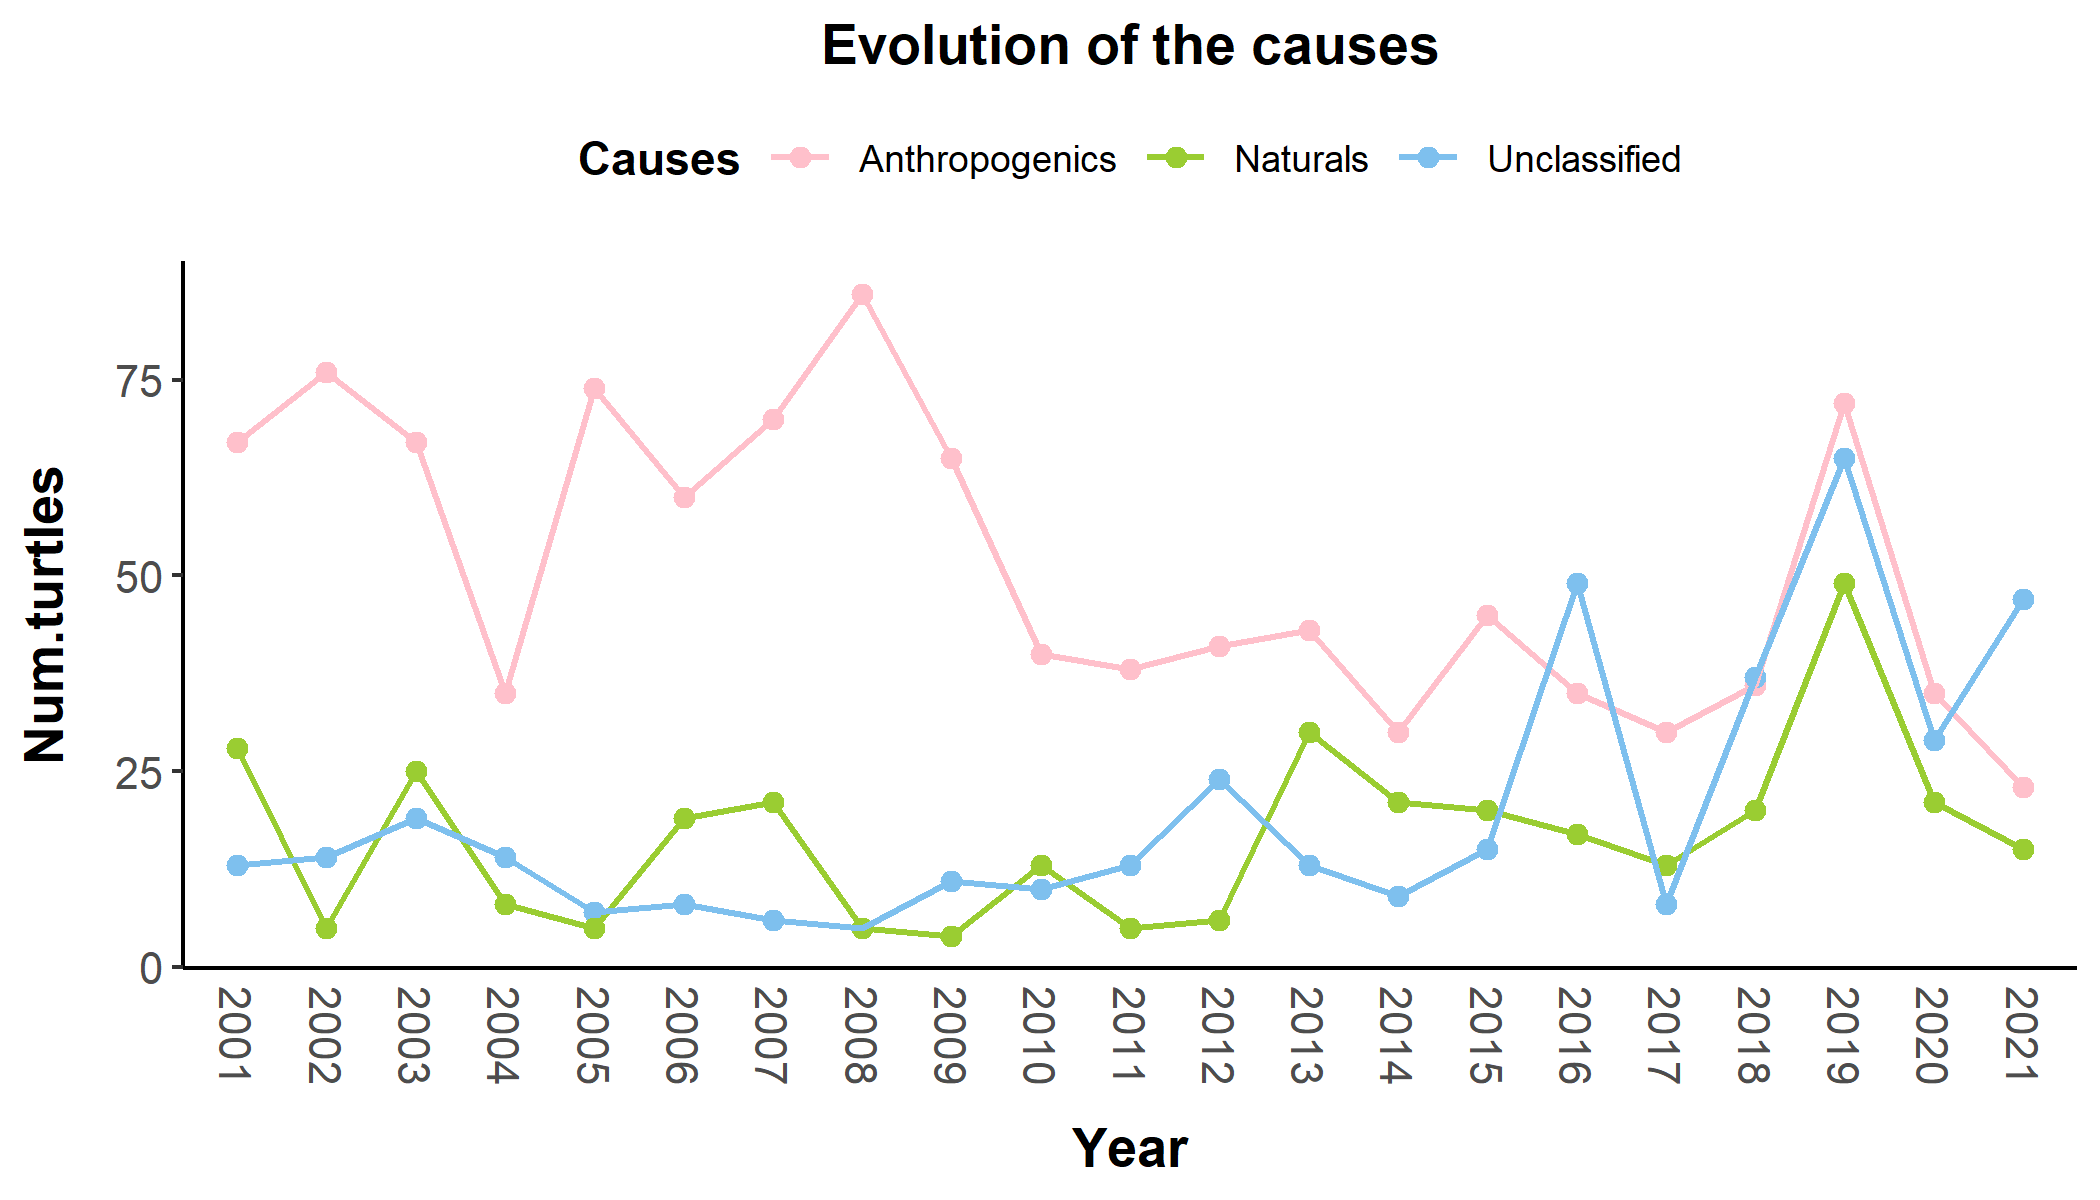 Evolution of the causes
Causes Anthropogenics Naturals Unclassified
Num.turtles
75
50
25
0
2001 2002 2003 2004 2005 2006 2007 2008 2009 2010 2011 2012 2013 2014 2015 2016 2017 2018 2019 2020 2021
Year